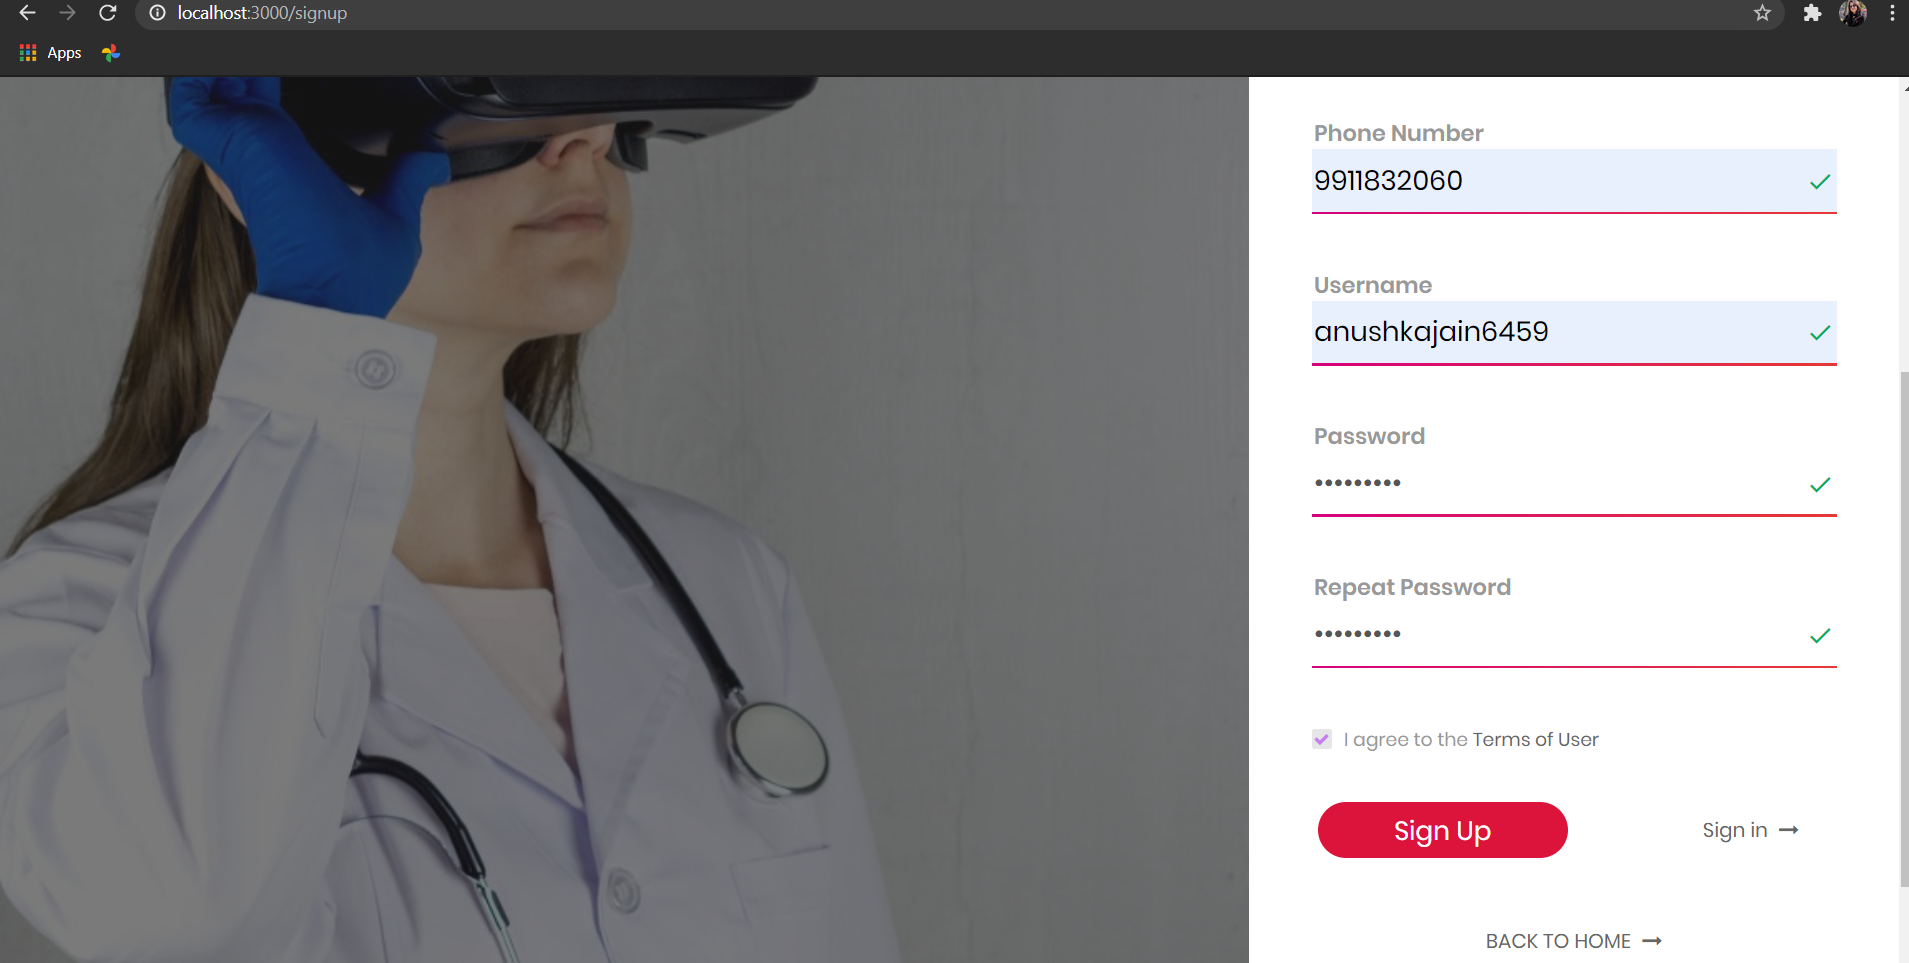 localhost:3000/signup
Apps
Phone Number
9911832060
Username
anushkajain6459
Password
•••••••••
Repeat Password
•••••••••
I agree to the Terms of User
Sign Up
Sign in
BACK TO HOME